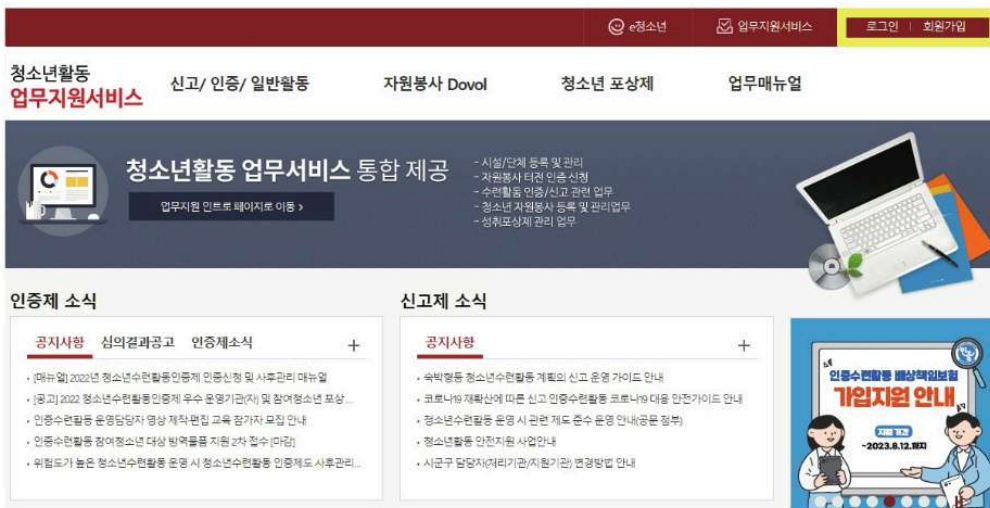 e청소년
업무지원서비스
로그인 | 회원가입
청소년활동
업무지원서비스
신고/ 인증/ 일반활동
자원봉사 Dovol
청소년 포상제
업무매뉴얼
청소년활동 업무서비스 통합 제공
업무지원 인트로 페이지로 이동 >
- 시설/단체 등록 및 관리
- 자원봉사 터전 인증 신청
- 수련활동 인증/신고 관련 업무
- 청소년 자원봉사 등록 및 관리업무
- 성취포상제 관리 업무
인증제 소식
공지사항 심의결과공고 인증제소식 +
· [매뉴얼] 2022년 청소년수련활동인증제 인증신청 및 사후관리 매뉴얼
· [공고] 2022 청소년수련활동인증제 우수 운영기관(자) 및 참여청소년 포상 ...
· 인증수련활동 운영담당자 영상 제작·편집 교육 참가자 모집 안내
· 인증수련활동 참여청소년 대상 방역물품 지원 2차 접수 [마감]
· 위험도가 높은 청소년수련활동 운영 시 청소년수련활동 인증제도 사후관리...
신고제 소식
공지사항 +
· 숙박형등 청소년수련활동 계획의 신고 운영 가이드 안내
· 코로나19 재확산에 따른 신고·인증수련활동 코로나19 대응 안전가이드 안내
· 청소년수련활동 운영 시 관련 제도 준수 운영 안내(공문 첨부)
· 청소년활동 안전지원 사업안내
· 시군구 담당자(처리기관/지원기관) 변경방법 안내
인증수련활동 배상책임보험
가입지원 안내
지원 기간
~2023.8.12.까지